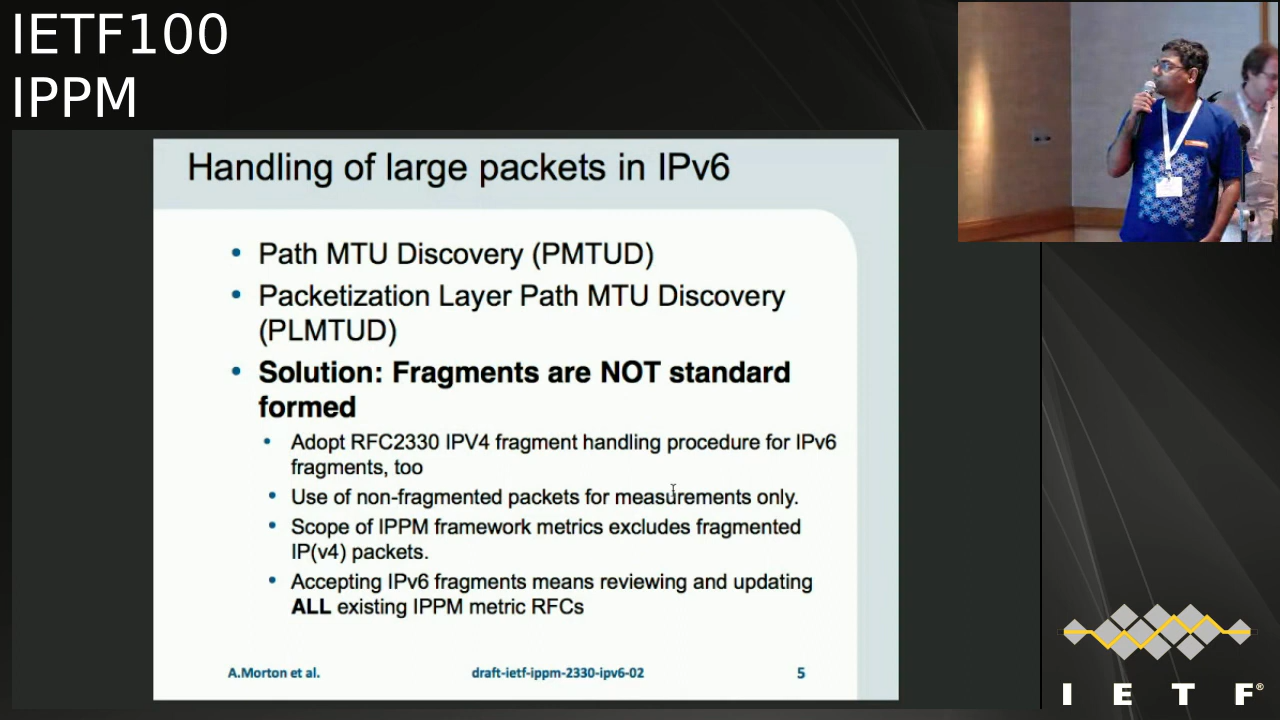 IETF100
IPPM
Handling of large packets in IPv6
• Path MTU Discovery (PMTUD)
• Packetization Layer Path MTU Discovery
(PLMTUD)
• Solution: Fragments are NOT standard
formed
• Adopt RFC2330 IPV4 fragment handling procedure for IPv6
fragments, too
• Use of non-fragmented packets for measurements only.
• Scope of IPPM framework metrics excludes fragmented
IP(v4) packets.
• Accepting IPv6 fragments means reviewing and updating
ALL existing IPPM metric RFCs
A.Morton et al.
draft-ietf-ippm-2330-ipv6-02
5
I E T F®